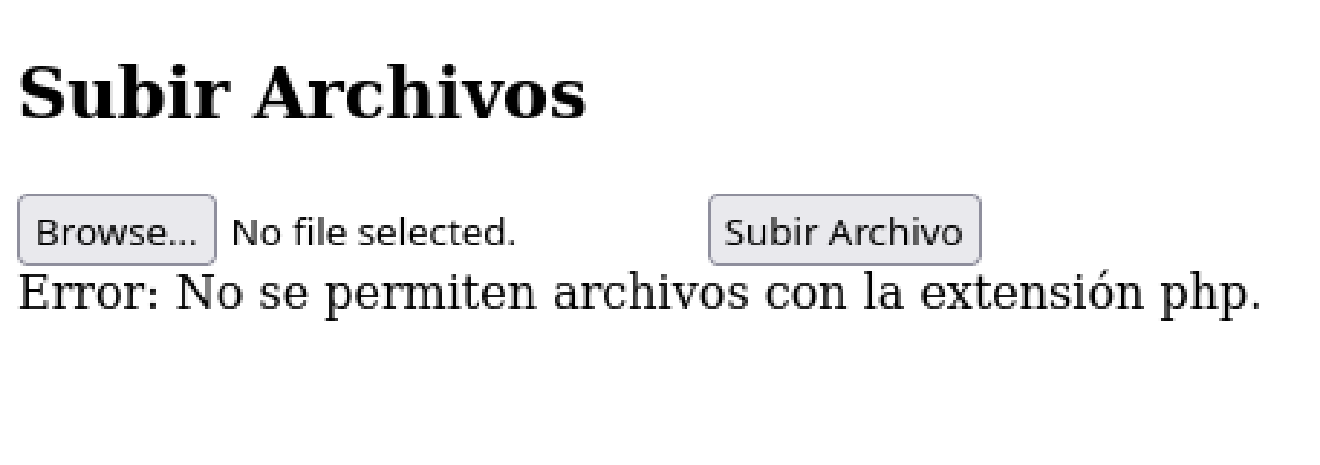 Subir Archivos
Browse... No file selected. Subir Archivo
Error: No se permiten archivos con la extensión php.